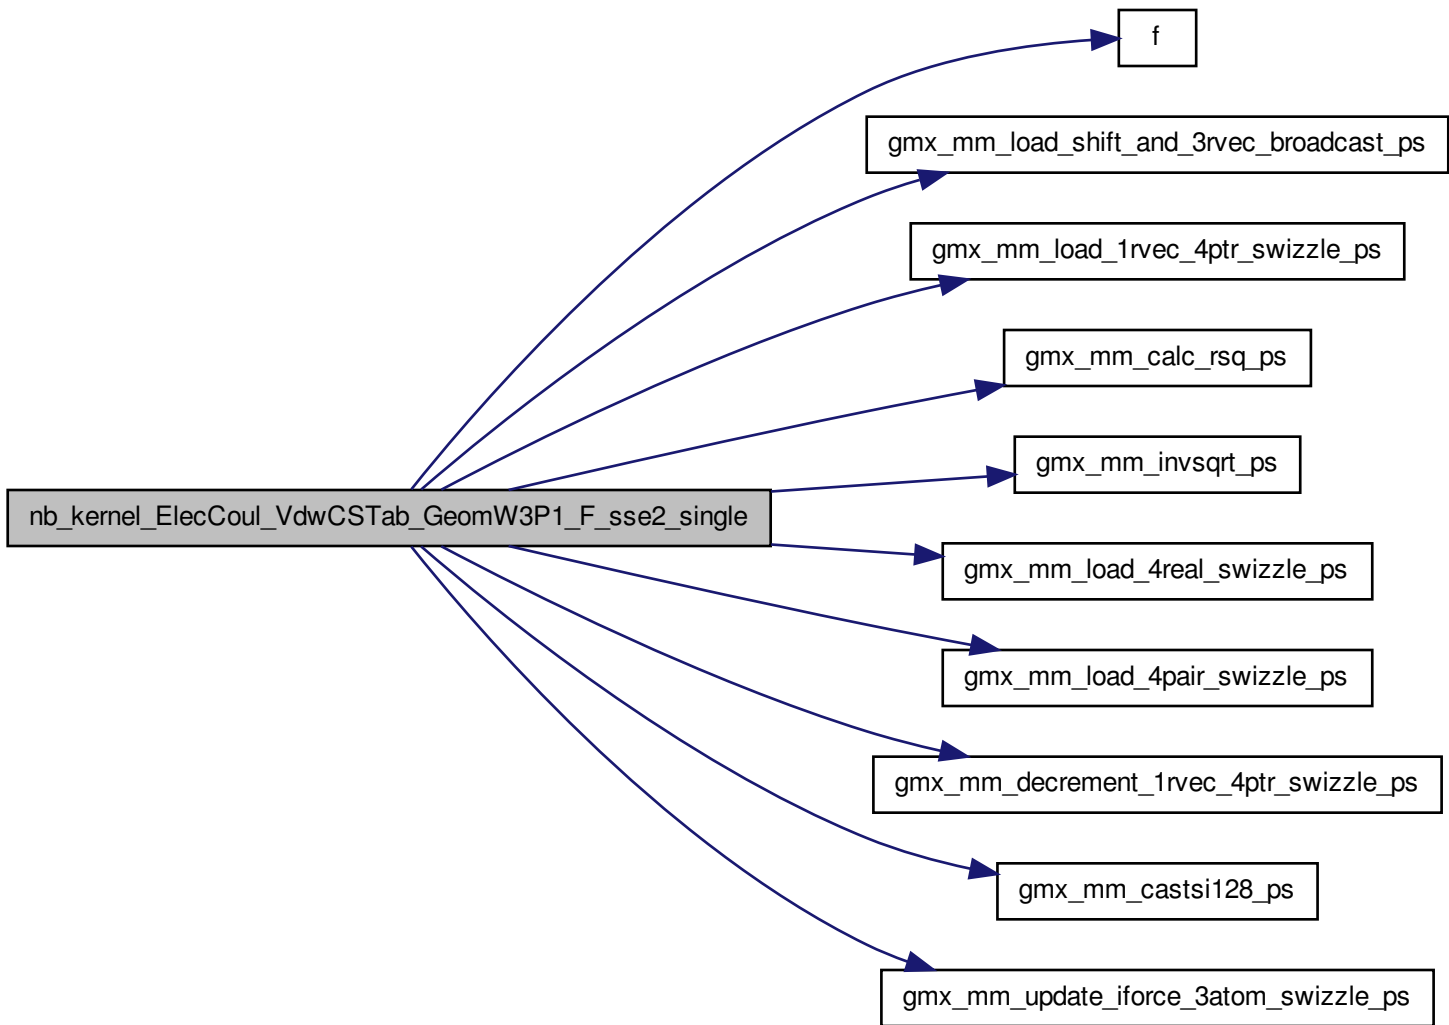 f
gmx_mm_load_shift_and_3rvec_broadcast_ps
gmx_mm_load_1rvec_4ptr_swizzle_ps
gmx_mm_calc_rsq_ps
gmx_mm_invsqrt_ps
nb_kernel_ElecCoul_VdwCSTab_GeomW3P1_F_sse2_single
gmx_mm_load_4real_swizzle_ps
gmx_mm_load_4pair_swizzle_ps
gmx_mm_decrement_1rvec_4ptr_swizzle_ps
gmx_mm_castsi128_ps
gmx_mm_update_iforce_3atom_swizzle_ps